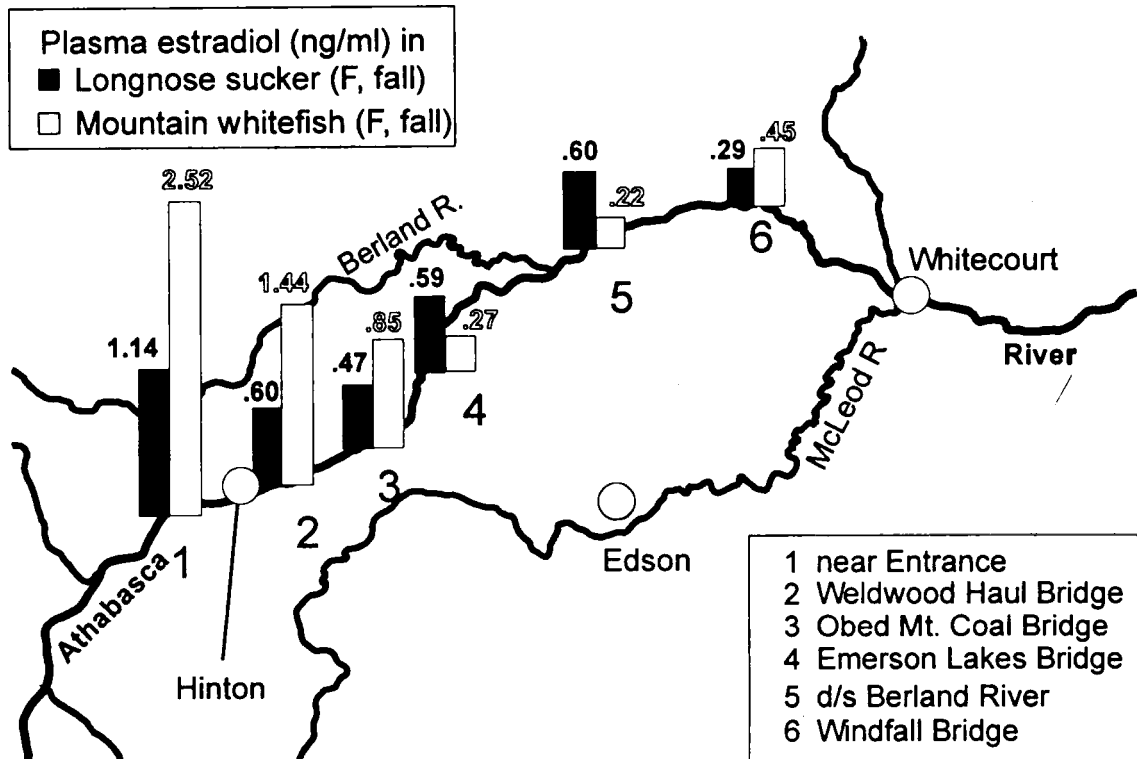 Plasma estradiol (ng/ml) in
Longnose sucker (F, fall)
Mountain whitefish (F, fall)
2.52
1.14
Berland R.
1.44
.60
.85
.47
.59
.27
.60
.22
.29
.45
1
2
3
4
5
6
Whitecourt
River
McLeod R
Edson
Athabasca
Hinton
1 near Entrance
2 Weldwood Haul Bridge
3 Obed Mt. Coal Bridge
4 Emerson Lakes Bridge
5 d/s Berland River
6 Windfall Bridge